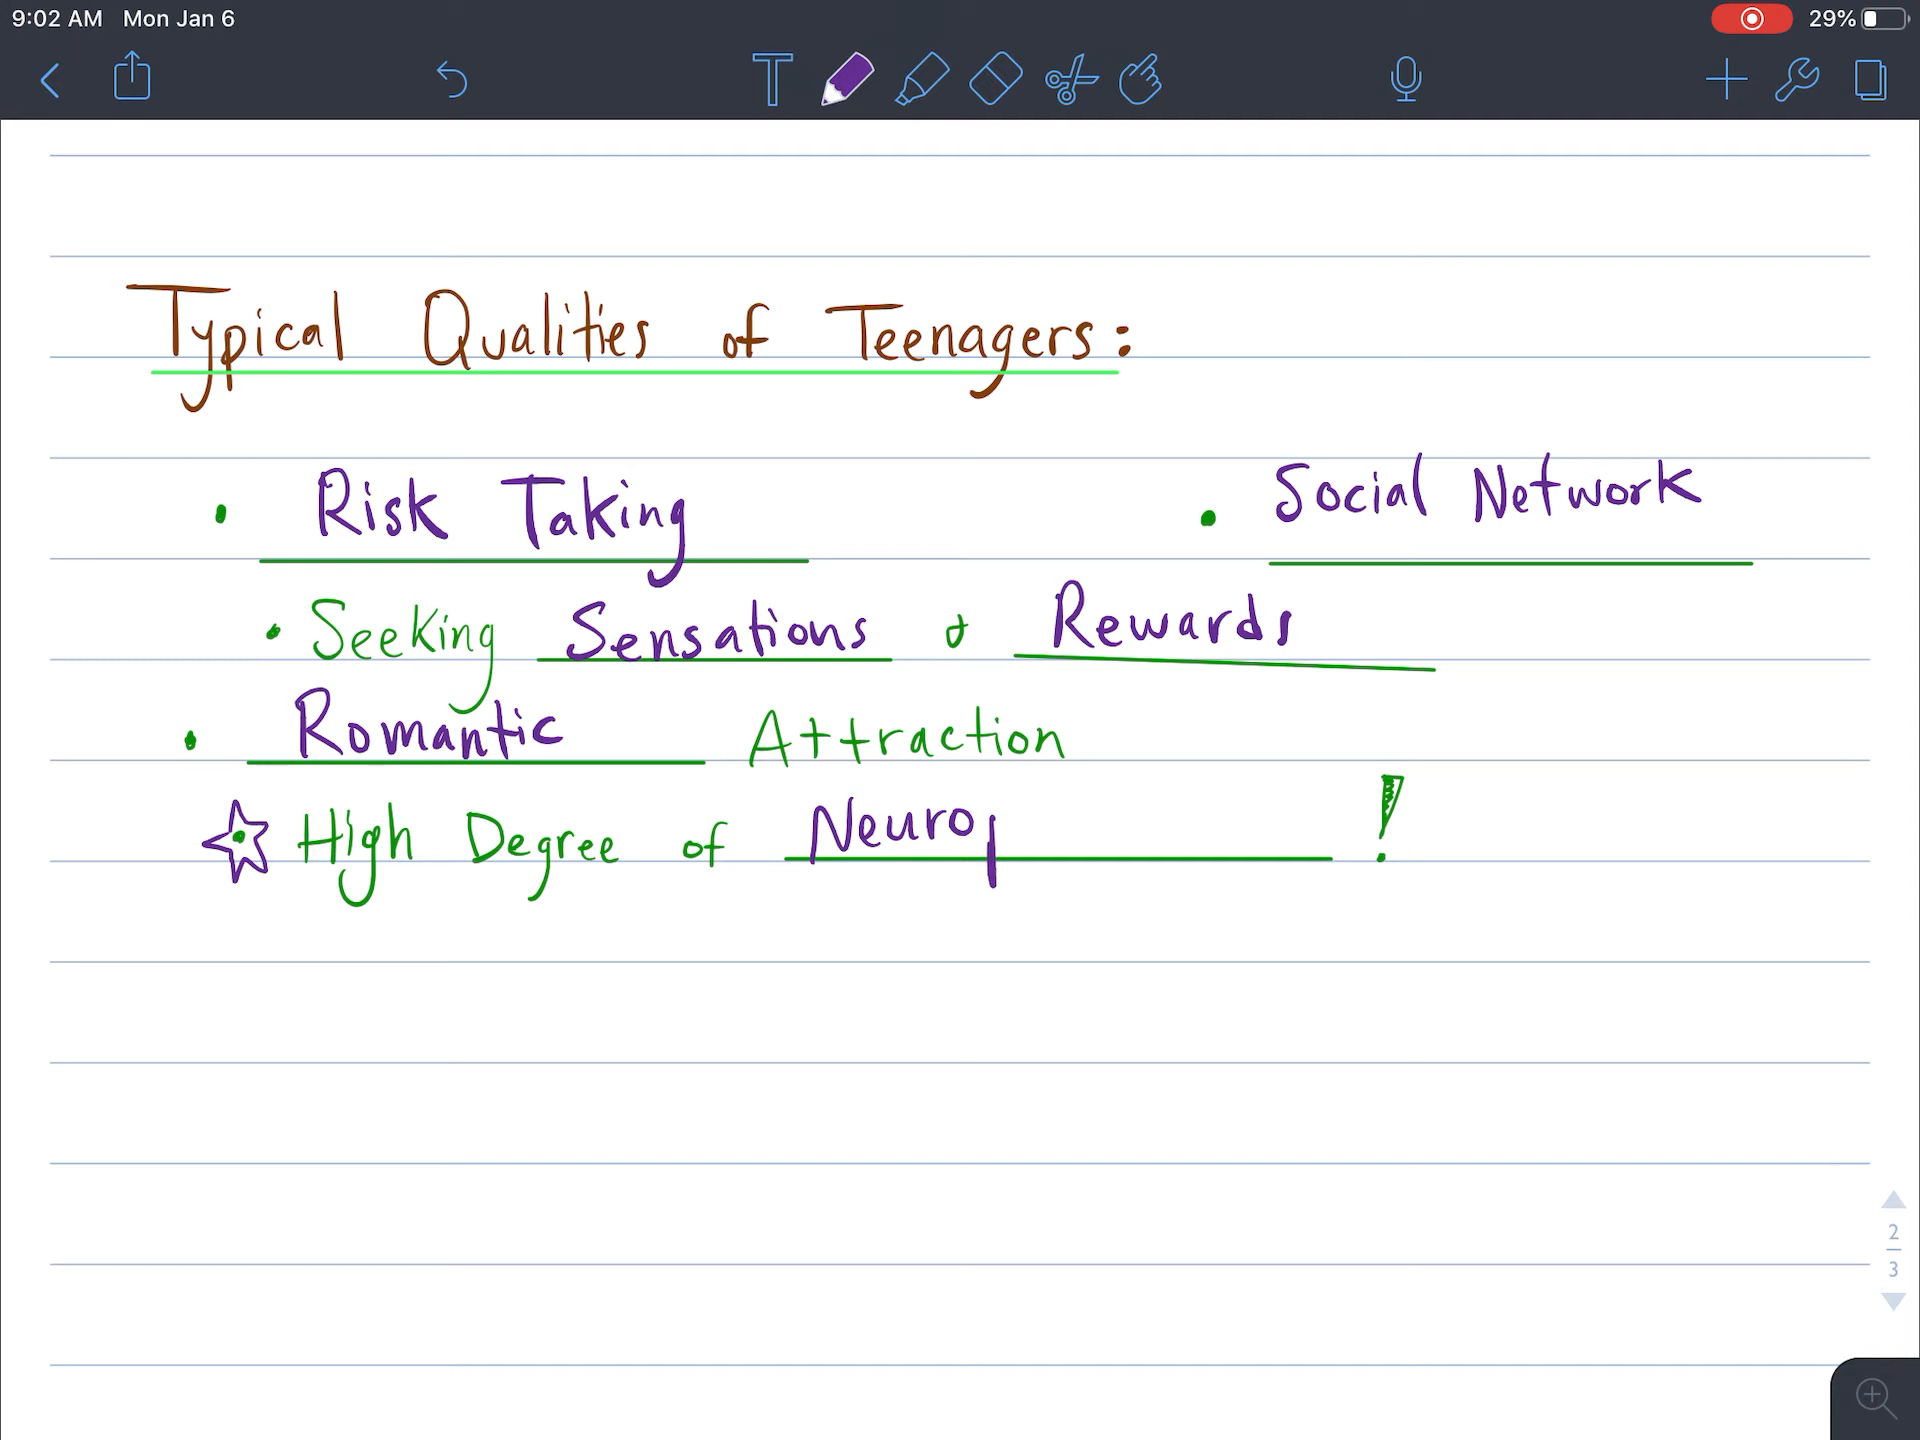 9:02 AM Mon Jan 6 29%
Typical Qualities of Teenagers:
• Risk Taking • Social Network
• Seeking Sensations & Rewards
• Romantic Attraction
High Degree of Neurop !
2
3